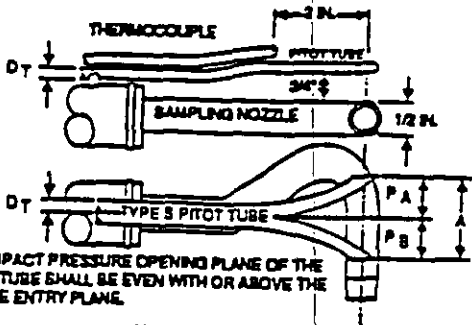 2 IN.
THERMOCOUPLE
PITOT TUBE
DT
3/4"
SAMPLING NOZZLE
1/2 IN.
DT
TYPE S PITOT TUBE
PA
A
PB
MPACT PRESSURE OPENING PLANE OF THE
TUBE SHALL BE EVEN WITH OR ABOVE THE
E ENTRY PLANE.